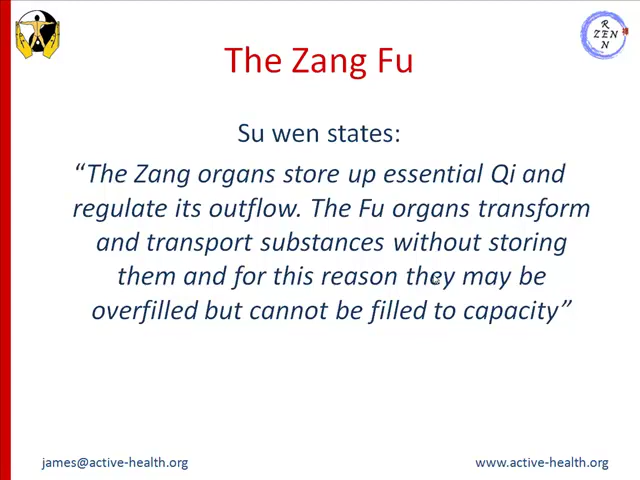 R
ZEN
N
The Zang Fu
Su wen states:
“The Zang organs store up essential Qi and
regulate its outflow. The Fu organs transform
and transport substances without storing
them and for this reason they may be
overfilled but cannot be filled to capacity”
james@active-health.org
www.active-health.org